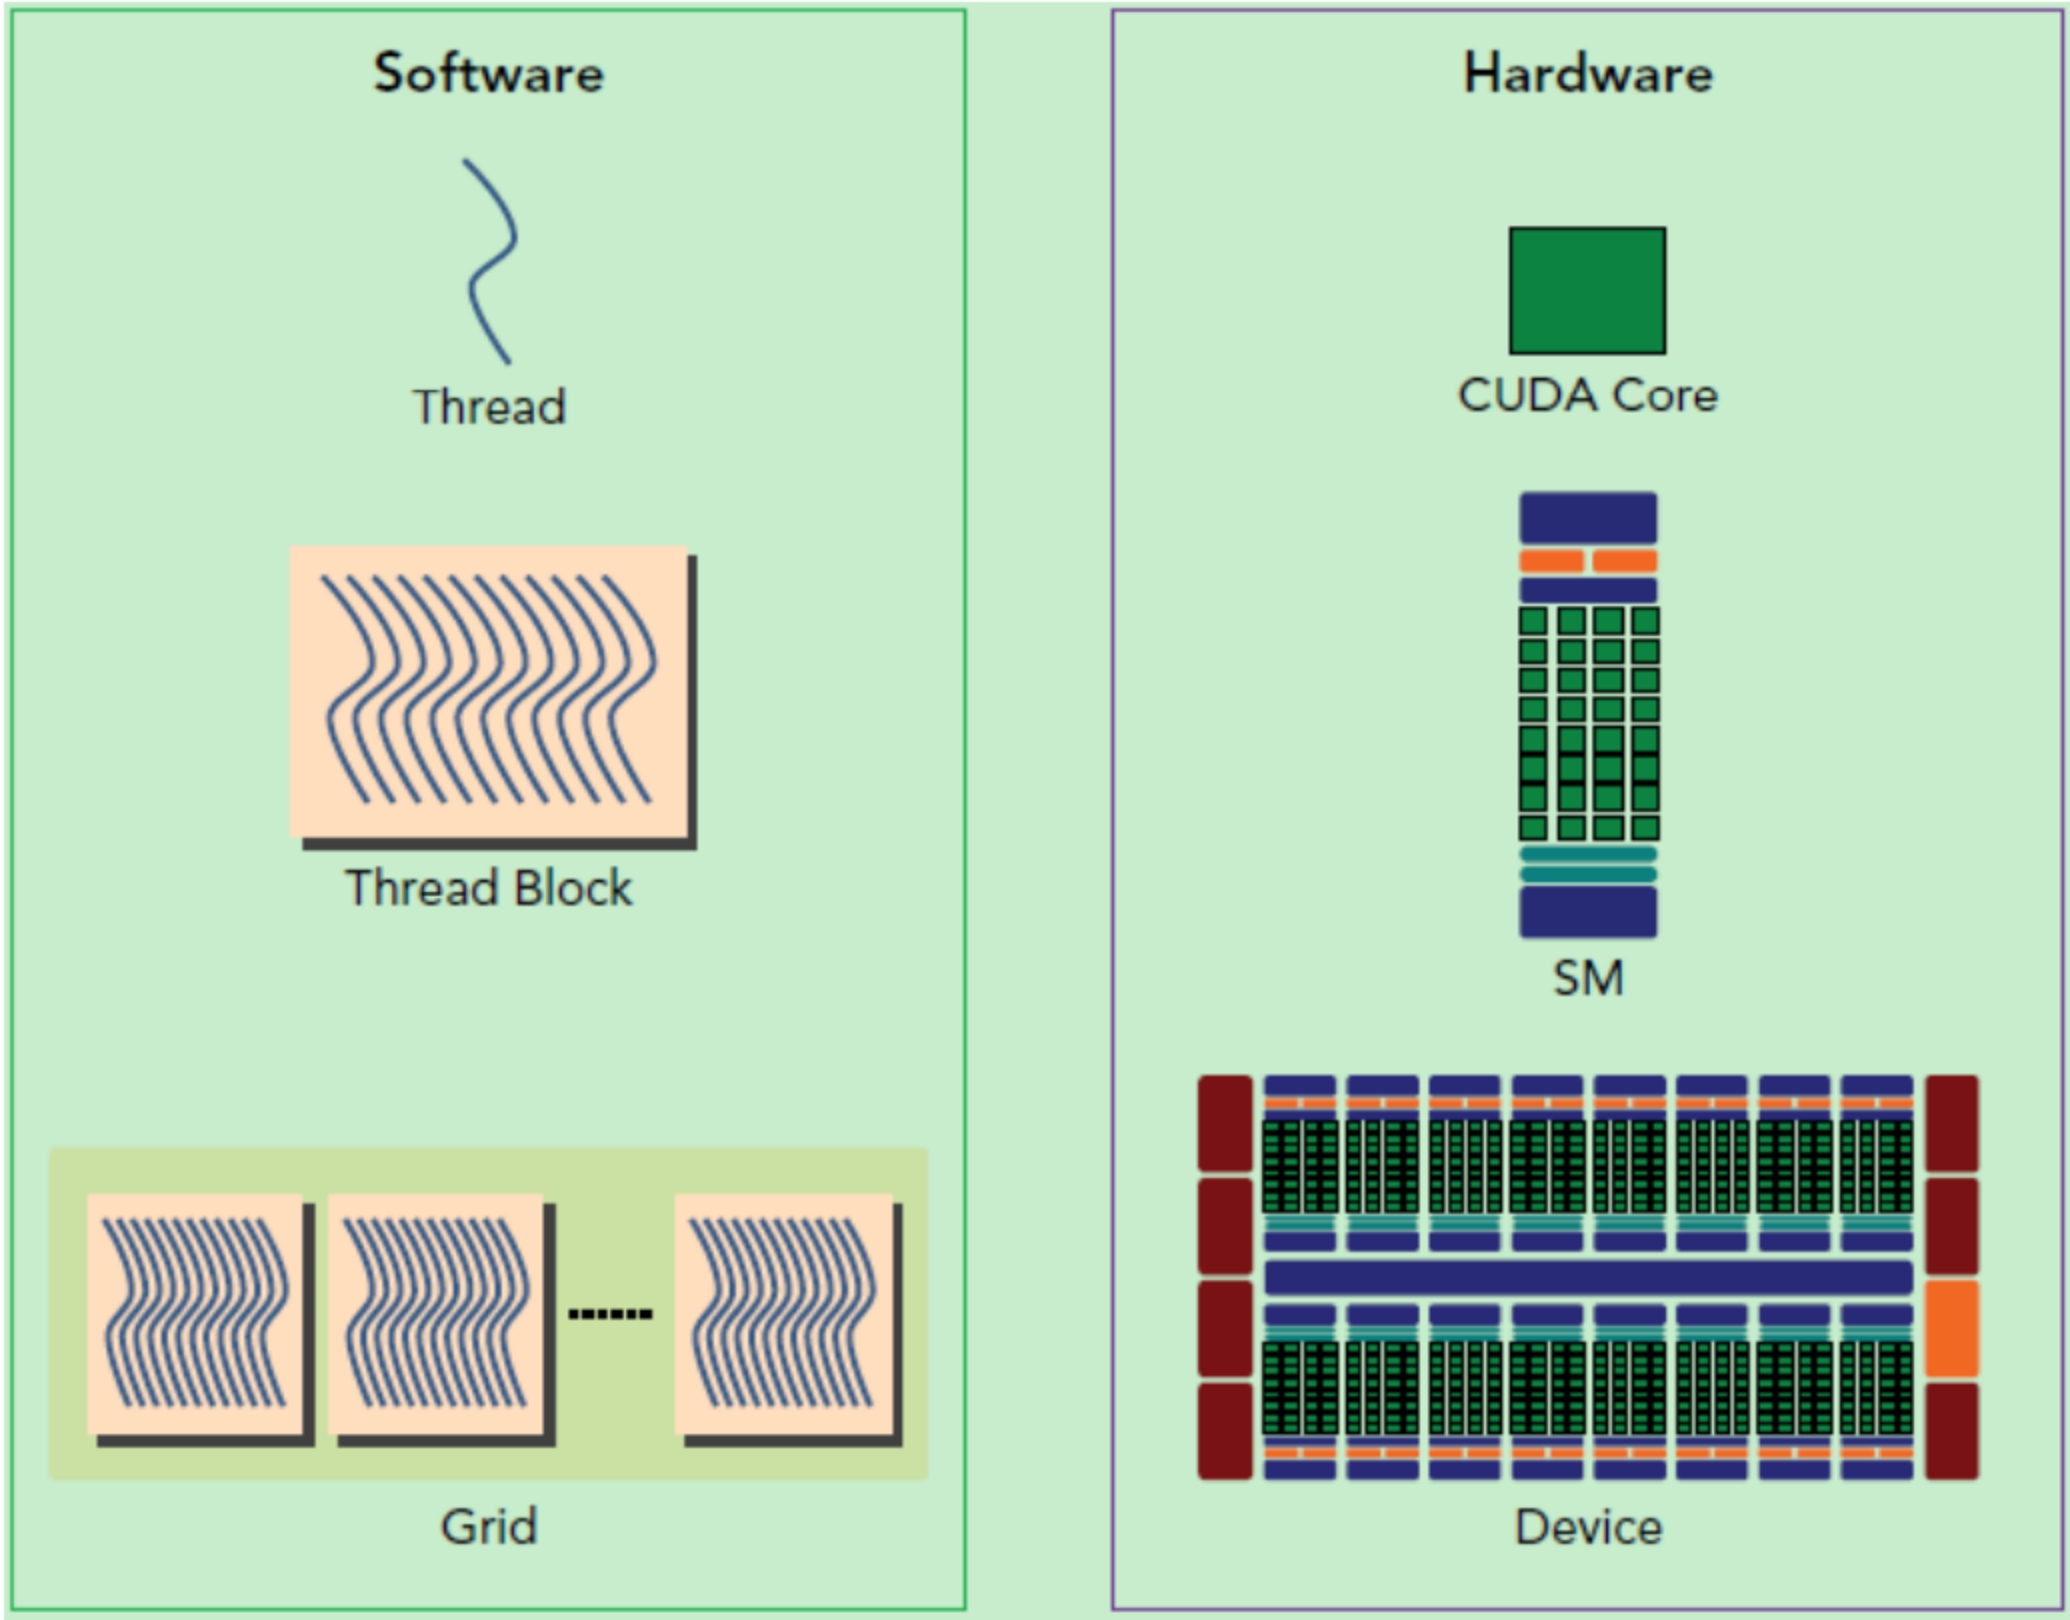 Software
Thread
Thread Block
Grid
Hardware
CUDA Core
SM
Device